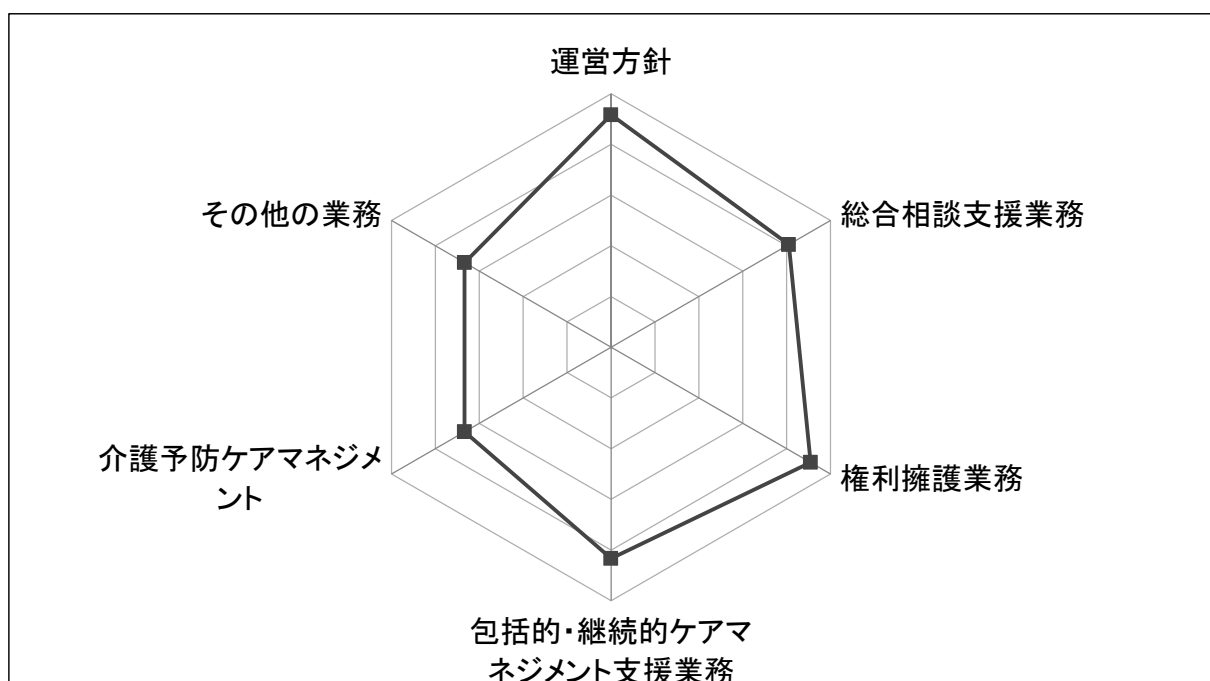 運営方針
総合相談支援業務
権利擁護業務
包括的・継続的ケアマ
ネジメント支援業務
介護予防ケアマネジメ
ント
その他の業務